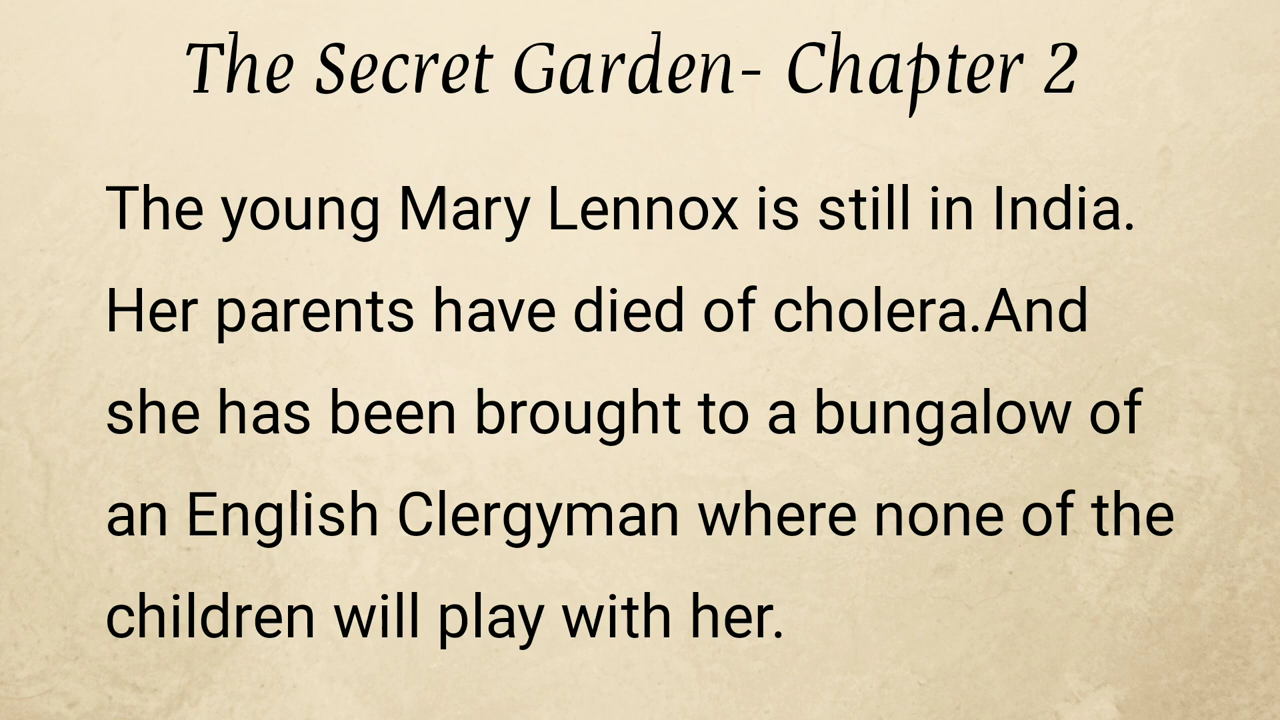 The Secret Garden- Chapter 2
The young Mary Lennox is still in India.
Her parents have died of cholera.And
she has been brought to a bungalow of
an English Clergyman where none of the
children will play with her.